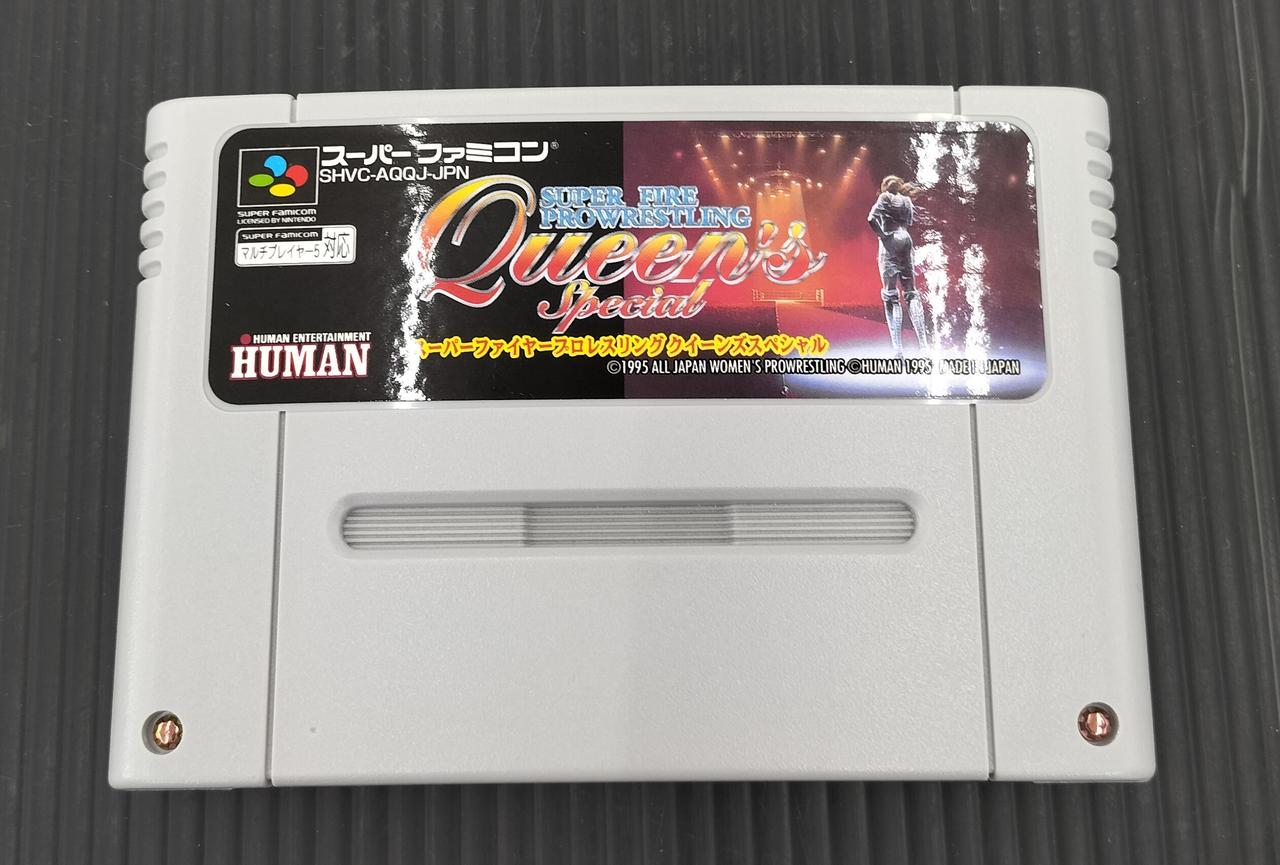 スーパーファミコン®
SHVC-AQQJ-JPN
SUPER FAMICOM
LICENSED BY NINTENDO
SUPER FAMICOM
マルチプレイヤー5対応
SUPER FIRE
PROWRESTLING
Queen's
Special
スーパーファイヤープロレスリング クイーンズスペシャル
HUMAN ENTERTAINMENT
HUMAN
©1995 ALL JAPAN WOMEN'S PROWRESTLING ©HUMAN 1995 MADE IN JAPAN